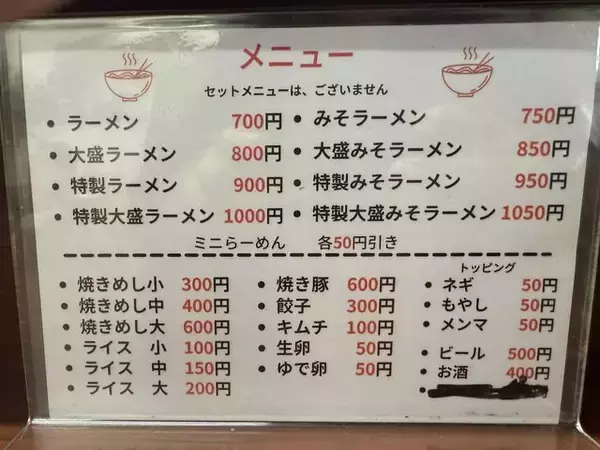 メニュー
セットメニューは、ございません
• ラーメン 700円
• 大盛ラーメン 800円
• 特製ラーメン 900円
• 特製大盛ラーメン 1000円
• みそラーメン 750円
• 大盛みそラーメン 850円
• 特製みそラーメン 950円
• 特製大盛みそラーメン 1050円
ミニらーめん 各50円引き
• 焼きめし小 300円
• 焼きめし中 400円
• 焼きめし大 600円
• ライス 小 100円
• ライス 中 150円
• ライス 大 200円
• 焼き豚 600円
• 餃子 300円
• キムチ 100円
• 生卵 50円
• ゆで卵 50円
トッピング
• ネギ 50円
• もやし 50円
• メンマ 50円
• ビール 500円
• お酒 400円